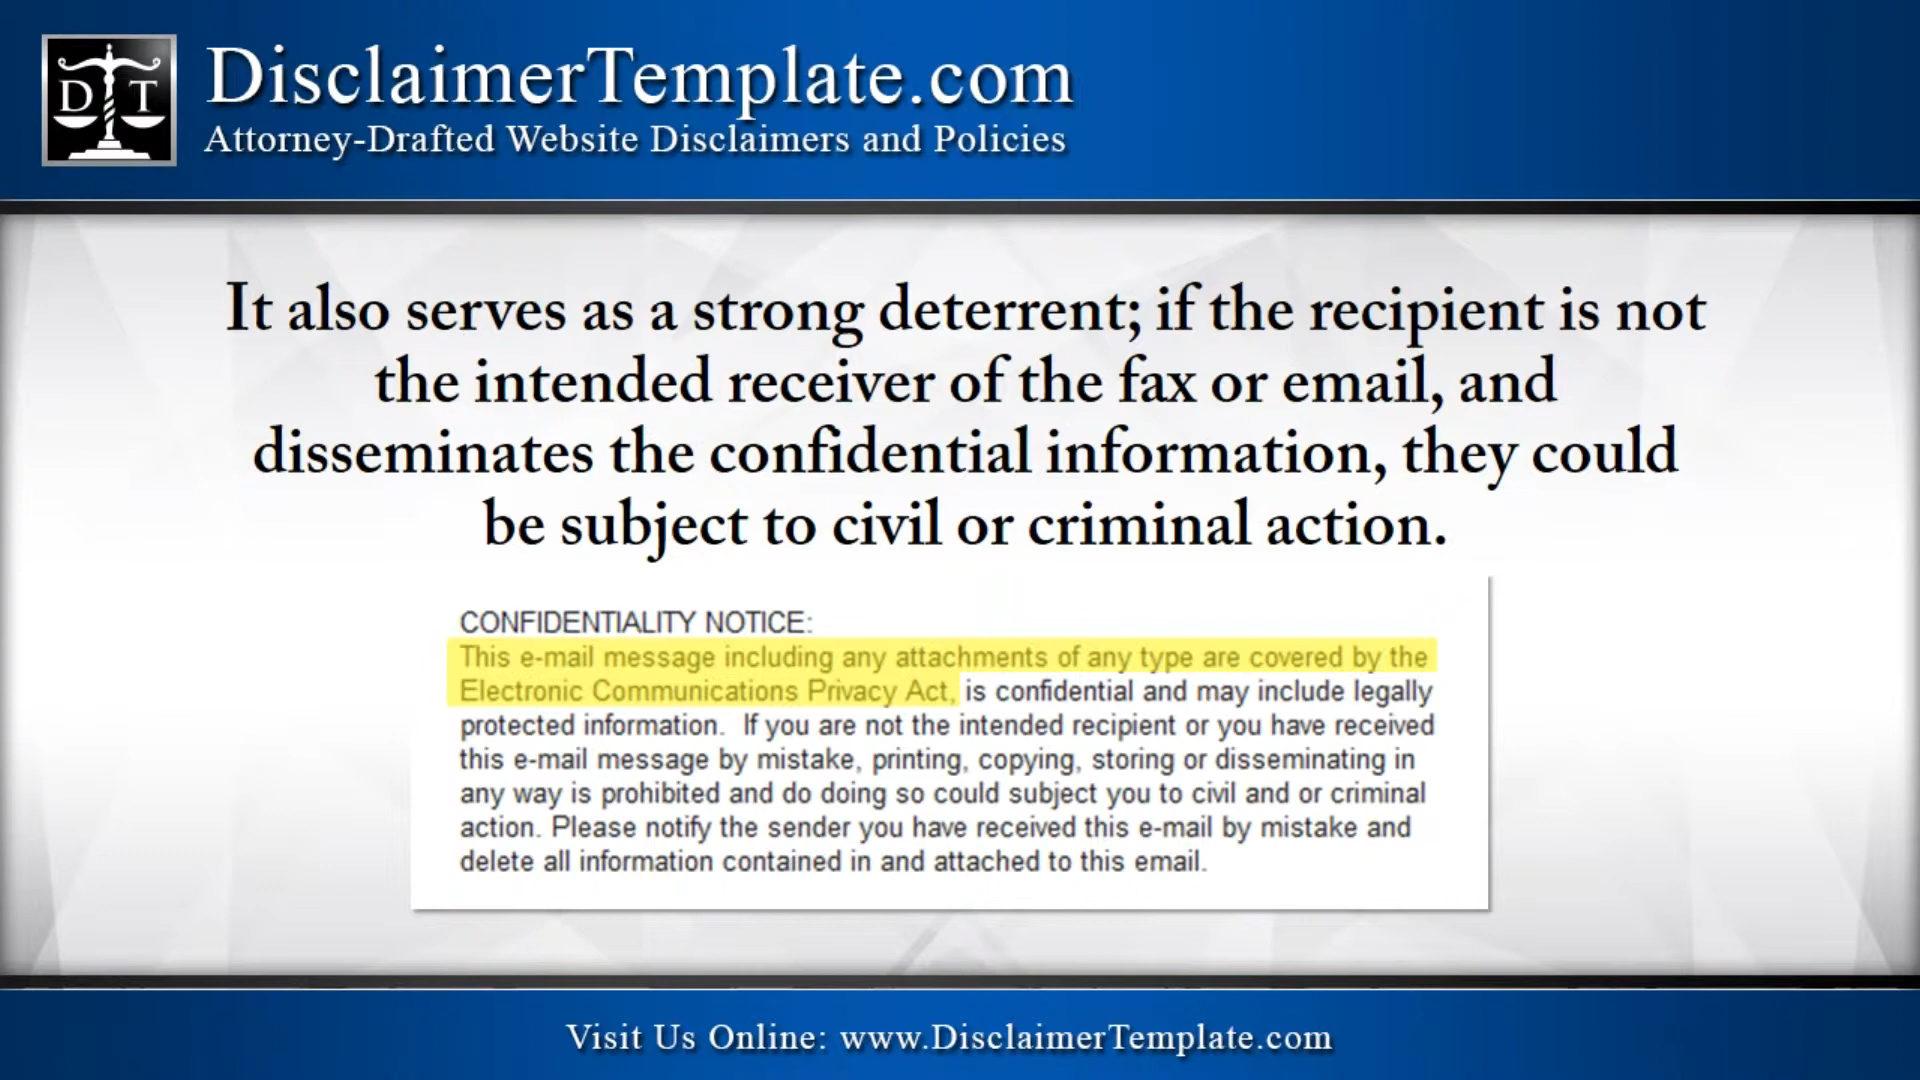 D T
DisclaimerTemplate.com
Attorney-Drafted Website Disclaimers and Policies
It also serves as a strong deterrent; if the recipient is not
the intended receiver of the fax or email, and
disseminates the confidential information, they could
be subject to civil or criminal action.
CONFIDENTIALITY NOTICE:
This e-mail message including any attachments of any type are covered by the
Electronic Communications Privacy Act, is confidential and may include legally
protected information.  If you are not the intended recipient or you have received
this e-mail message by mistake, printing, copying, storing or disseminating in
any way is prohibited and do doing so could subject you to civil and or criminal
action. Please notify the sender you have received this e-mail by mistake and
delete all information contained in and attached to this email.
Visit Us Online: www.DisclaimerTemplate.com